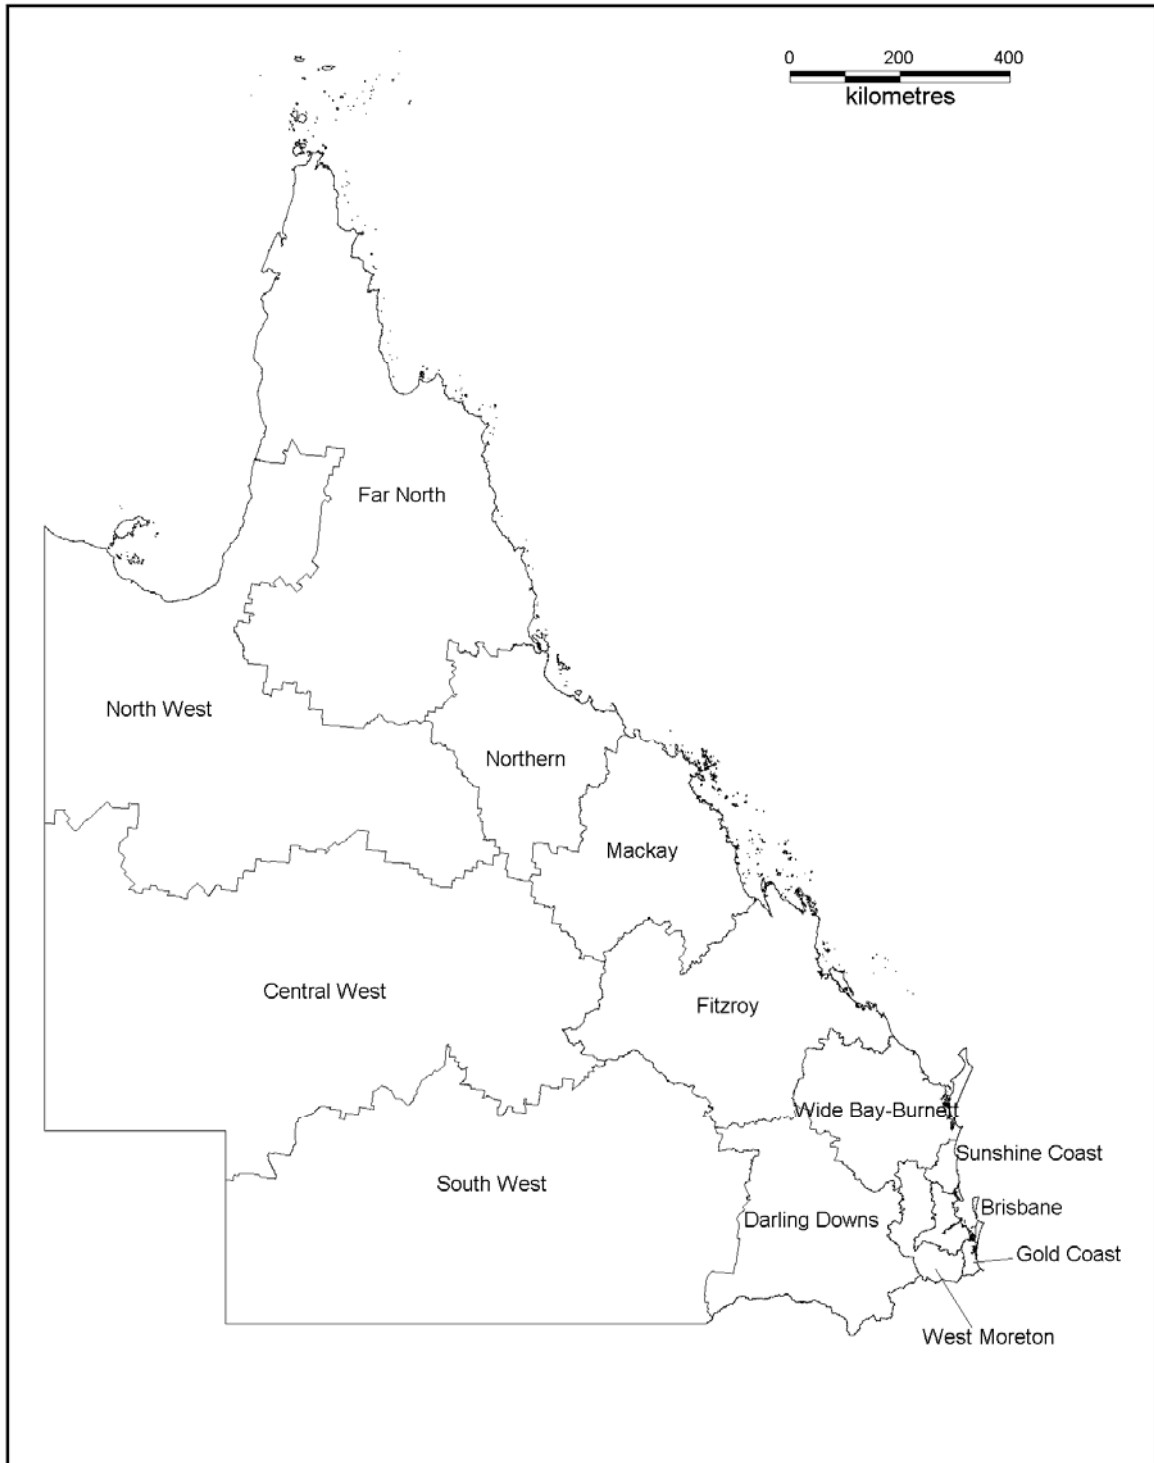 0 200 400
kilometres
Far North
North West
Northern
Mackay
Central West
Fitzroy
Wide Bay-Burnett
Sunshine Coast
South West
Brisbane
Darling Downs
Gold Coast
West Moreton